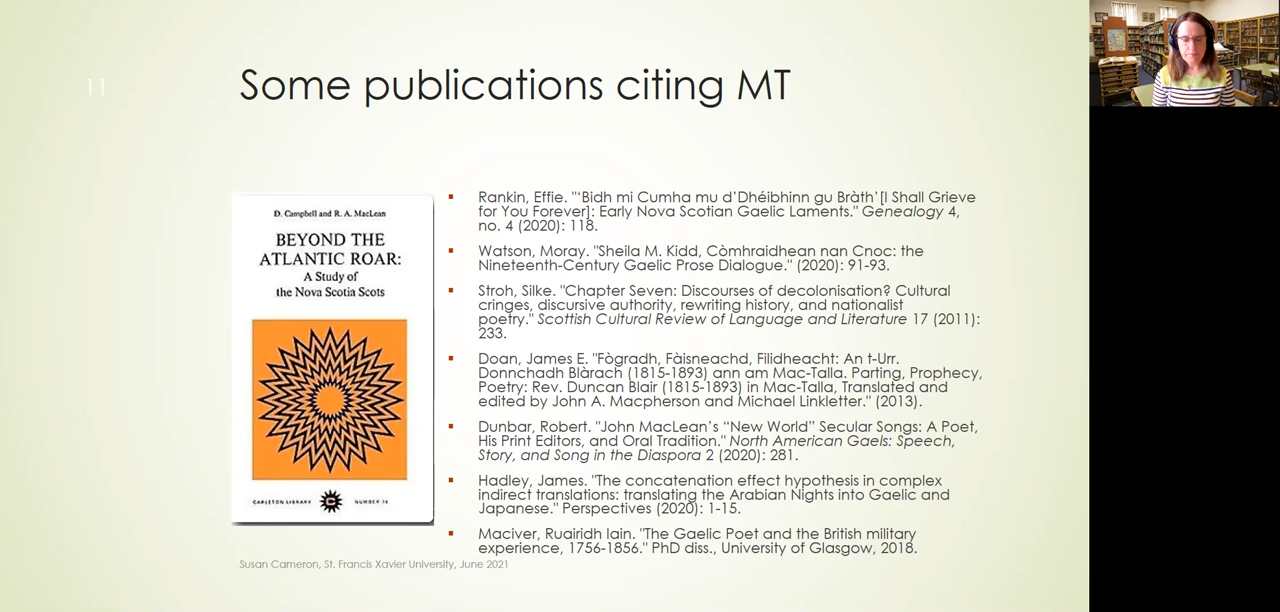 11
Some publications citing MT
D. Campbell and R. A. MacLean
BEYOND THE
ATLANTIC ROAR:
A Study of
the Nova Scotia Scots
CARLETON LIBRARY
NUMBER 78
Rankin, Effie. "‘Bidh mi Cumha mu d’Dhéibhinn gu Bràth’[I Shall Grieve
for You Forever]: Early Nova Scotian Gaelic Laments." Genealogy 4,
no. 4 (2020): 118.
Watson, Moray. "Sheila M. Kidd, Còmhraidhean nan Cnoc: the
Nineteenth-Century Gaelic Prose Dialogue." (2020): 91-93.
Stroh, Silke. "Chapter Seven: Discourses of decolonisation? Cultural
cringes, discursive authority, rewriting history, and nationalist
poetry." Scottish Cultural Review of Language and Literature 17 (2011):
233.
Doan, James E. "Fògradh, Fàisneachd, Filidheacht: An t-Urr.
Donnchadh Blàrach (1815-1893) ann am Mac-Talla. Parting, Prophecy,
Poetry: Rev. Duncan Blair (1815-1893) in Mac-Talla, Translated and
edited by John A. Macpherson and Michael Linkletter." (2013).
Dunbar, Robert. "John MacLean’s “New World” Secular Songs: A Poet,
His Print Editors, and Oral Tradition." North American Gaels: Speech,
Story, and Song in the Diaspora 2 (2020): 281.
Hadley, James. "The concatenation effect hypothesis in complex
indirect translations: translating the Arabian Nights into Gaelic and
Japanese." Perspectives (2020): 1-15.
Maciver, Ruairidh Iain. "The Gaelic Poet and the British military
experience, 1756-1856." PhD diss., University of Glasgow, 2018.
Susan Cameron, St. Francis Xavier University, June 2021